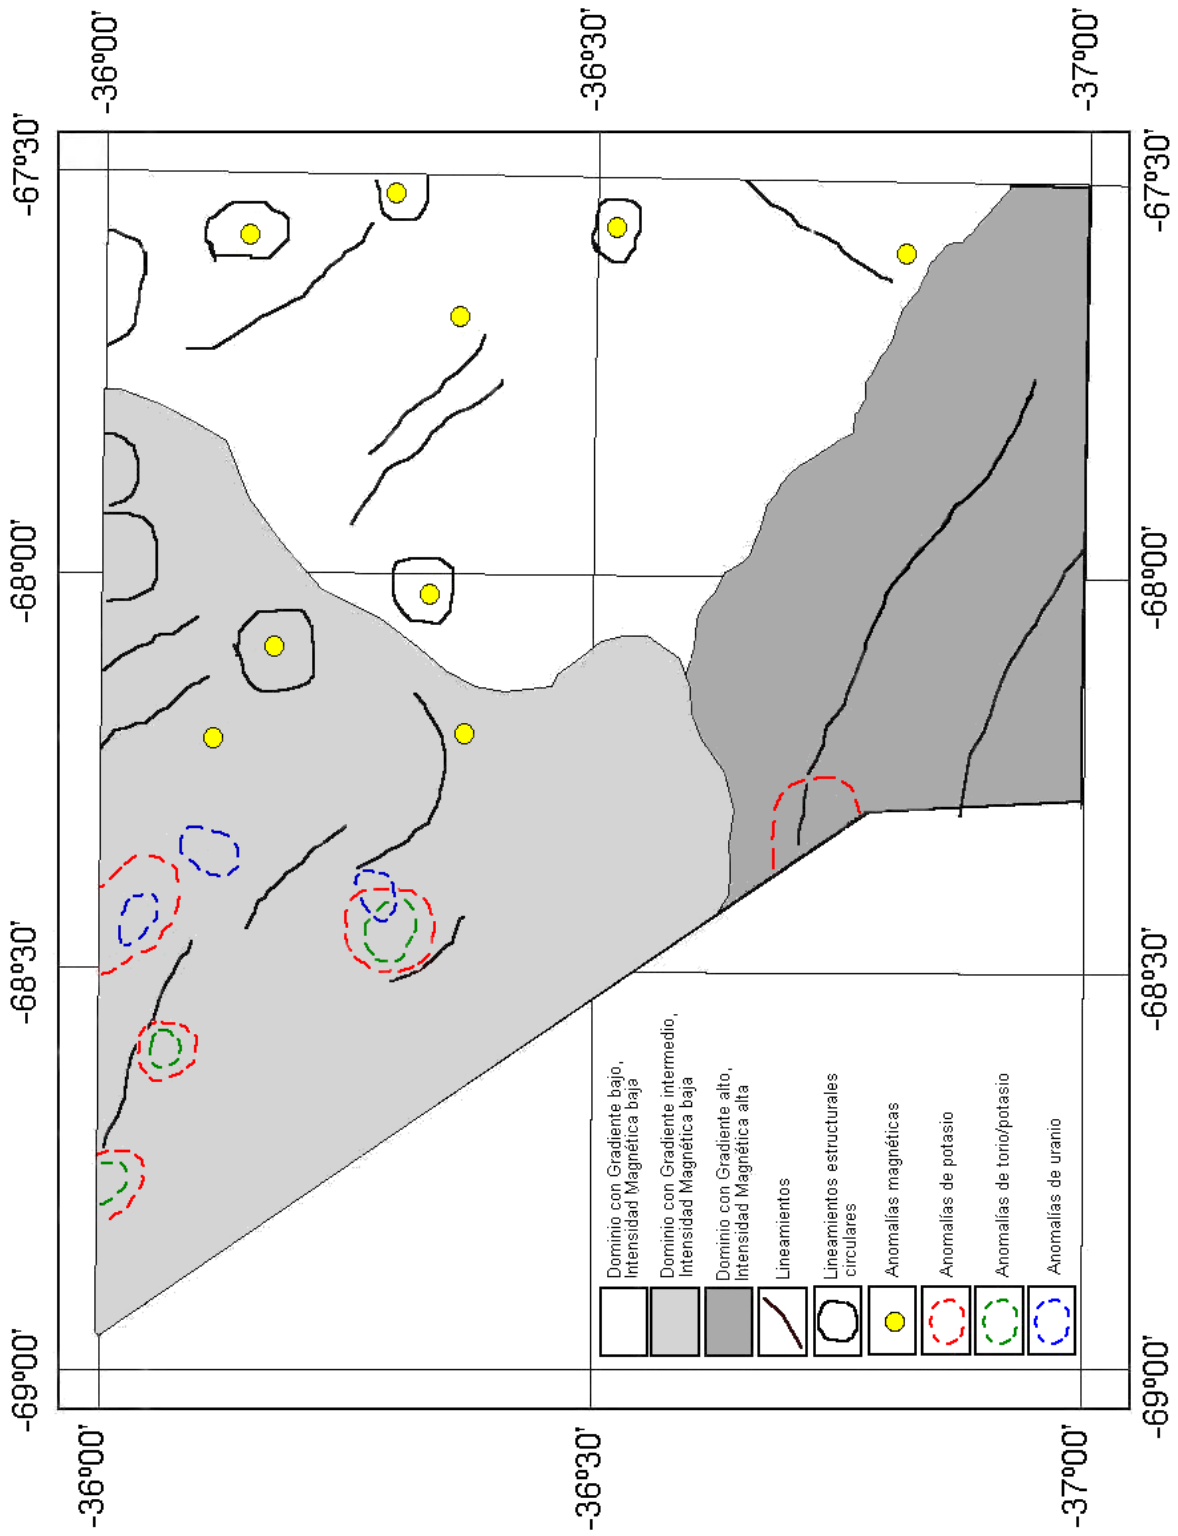 -69º00'
-68º30'
-68º00'
-67º30'
-36º00'
-36º00'
-36º30'
-36º30'
-37º00'
-37º00'
Dominio con Gradiente bajo,
Intensidad Magnética baja
Dominio con Gradiente intermedio,
Intensidad Magnética baja
Dominio con Gradiente alto,
Intensidad Magnética alta
Lineamientos
Lineamientos estructurales
circulares
Anomalías magnéticas
Anomalías de potasio
Anomalías de torio/potasio
Anomalías de uranio
-69º00'
-68º30'
-68º00'
-67º30'